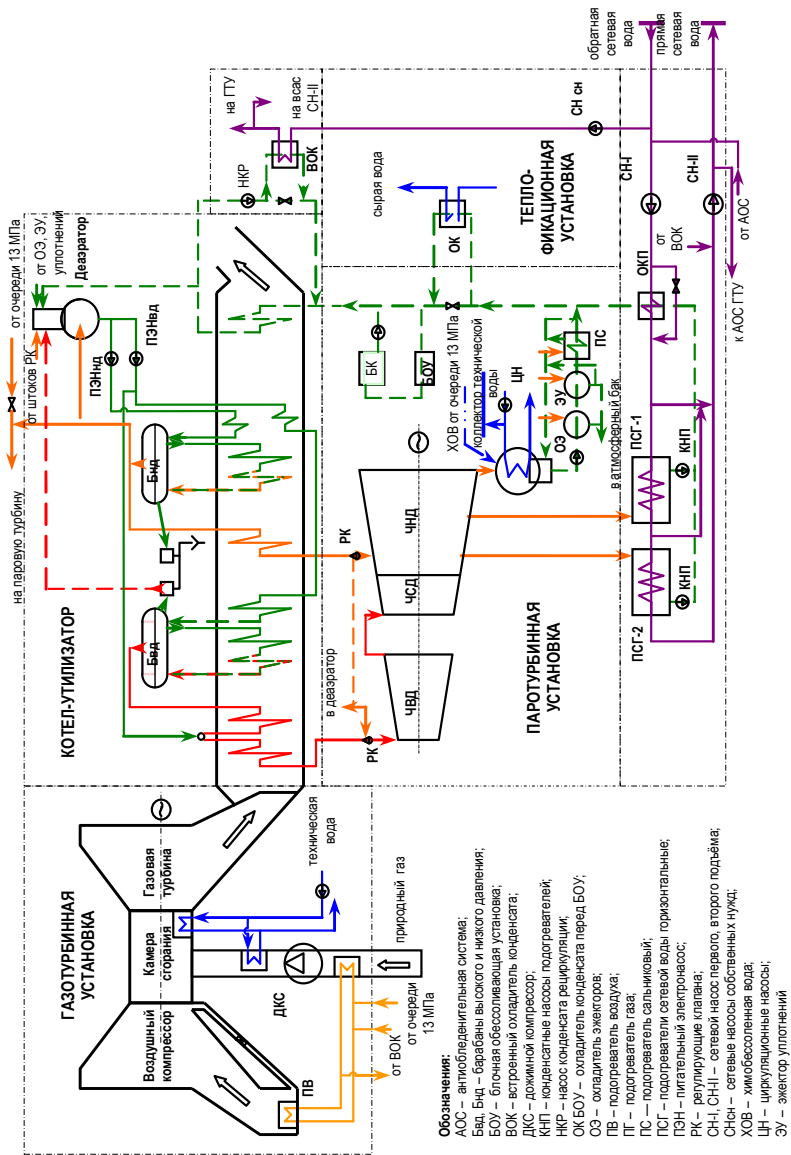 ГАЗОТУРБИННАЯ
УСТАНОВКА
Воздушный
компрессор
Камера
сгорания
Газовая
турбина
ПВ
ДКС
техническая
вода
природный газ
от ВОК
от очереди
13 МПа
КОТЕЛ-УТИЛИЗАТОР
на паровую турбину
от штоков РК
от очереди 13 МПа
от ОЭ, ЭУ,
уплотнений
Деаэратор
ПЭНнд
ПЭНвд
Бвд
Бнд
НКР
ВОК
на ГТУ
на всас
СН-II
ПАРОТУРБИННАЯ
УСТАНОВКА
в деаэратор
РК
РК
ЧВД
ЧСД
ЧНД
ХОВ от очереди 13 МПа
коллектор технической
воды
ЦН
БК
БОУ
ОЭ
ЭУ
ПС
в атмосферный бак
сырая вода
ОК
ТЕПЛО-
ФИКАЦИОННАЯ
УСТАНОВКА
СН сн
СН-I
СН-II
обратная
сетевая
вода
прямая
сетевая
вода
от
ВОК
от АОС
к АОС ГТУ
ОКП
ПСГ-1
ПСГ-2
КНП
КНП
Обозначения:
АОС – антиобледенительная система;
Бвд, Бнд – барабаны высокого и низкого давления;
БОУ – блочная обессоливающая установка;
ВОК – встроенный охладитель конденсата;
ДКС – дожимной компрессор;
КНП – конденсатные насосы подогревателей;
НКР – насос конденсата рециркуляции;
ОК БОУ – охладитель конденсата перед БОУ;
ОЭ – охладитель эжекторов;
ПВ – подогреватель воздуха;
ПГ – подогреватель газа;
ПС — подогреватель сальниковый;
ПСГ – подогреватели сетевой воды горизонтальные;
ПЭН – питательный электронасос;
РК – регулирующие клапана;
СН-I, СН-II – сетевой насос первого, второго подъёма;
СНсн – сетевые насосы собственных нужд;
ХОВ – химобессоленная вода;
ЦН – циркуляционные насосы;
ЭУ – эжектор уплотнений